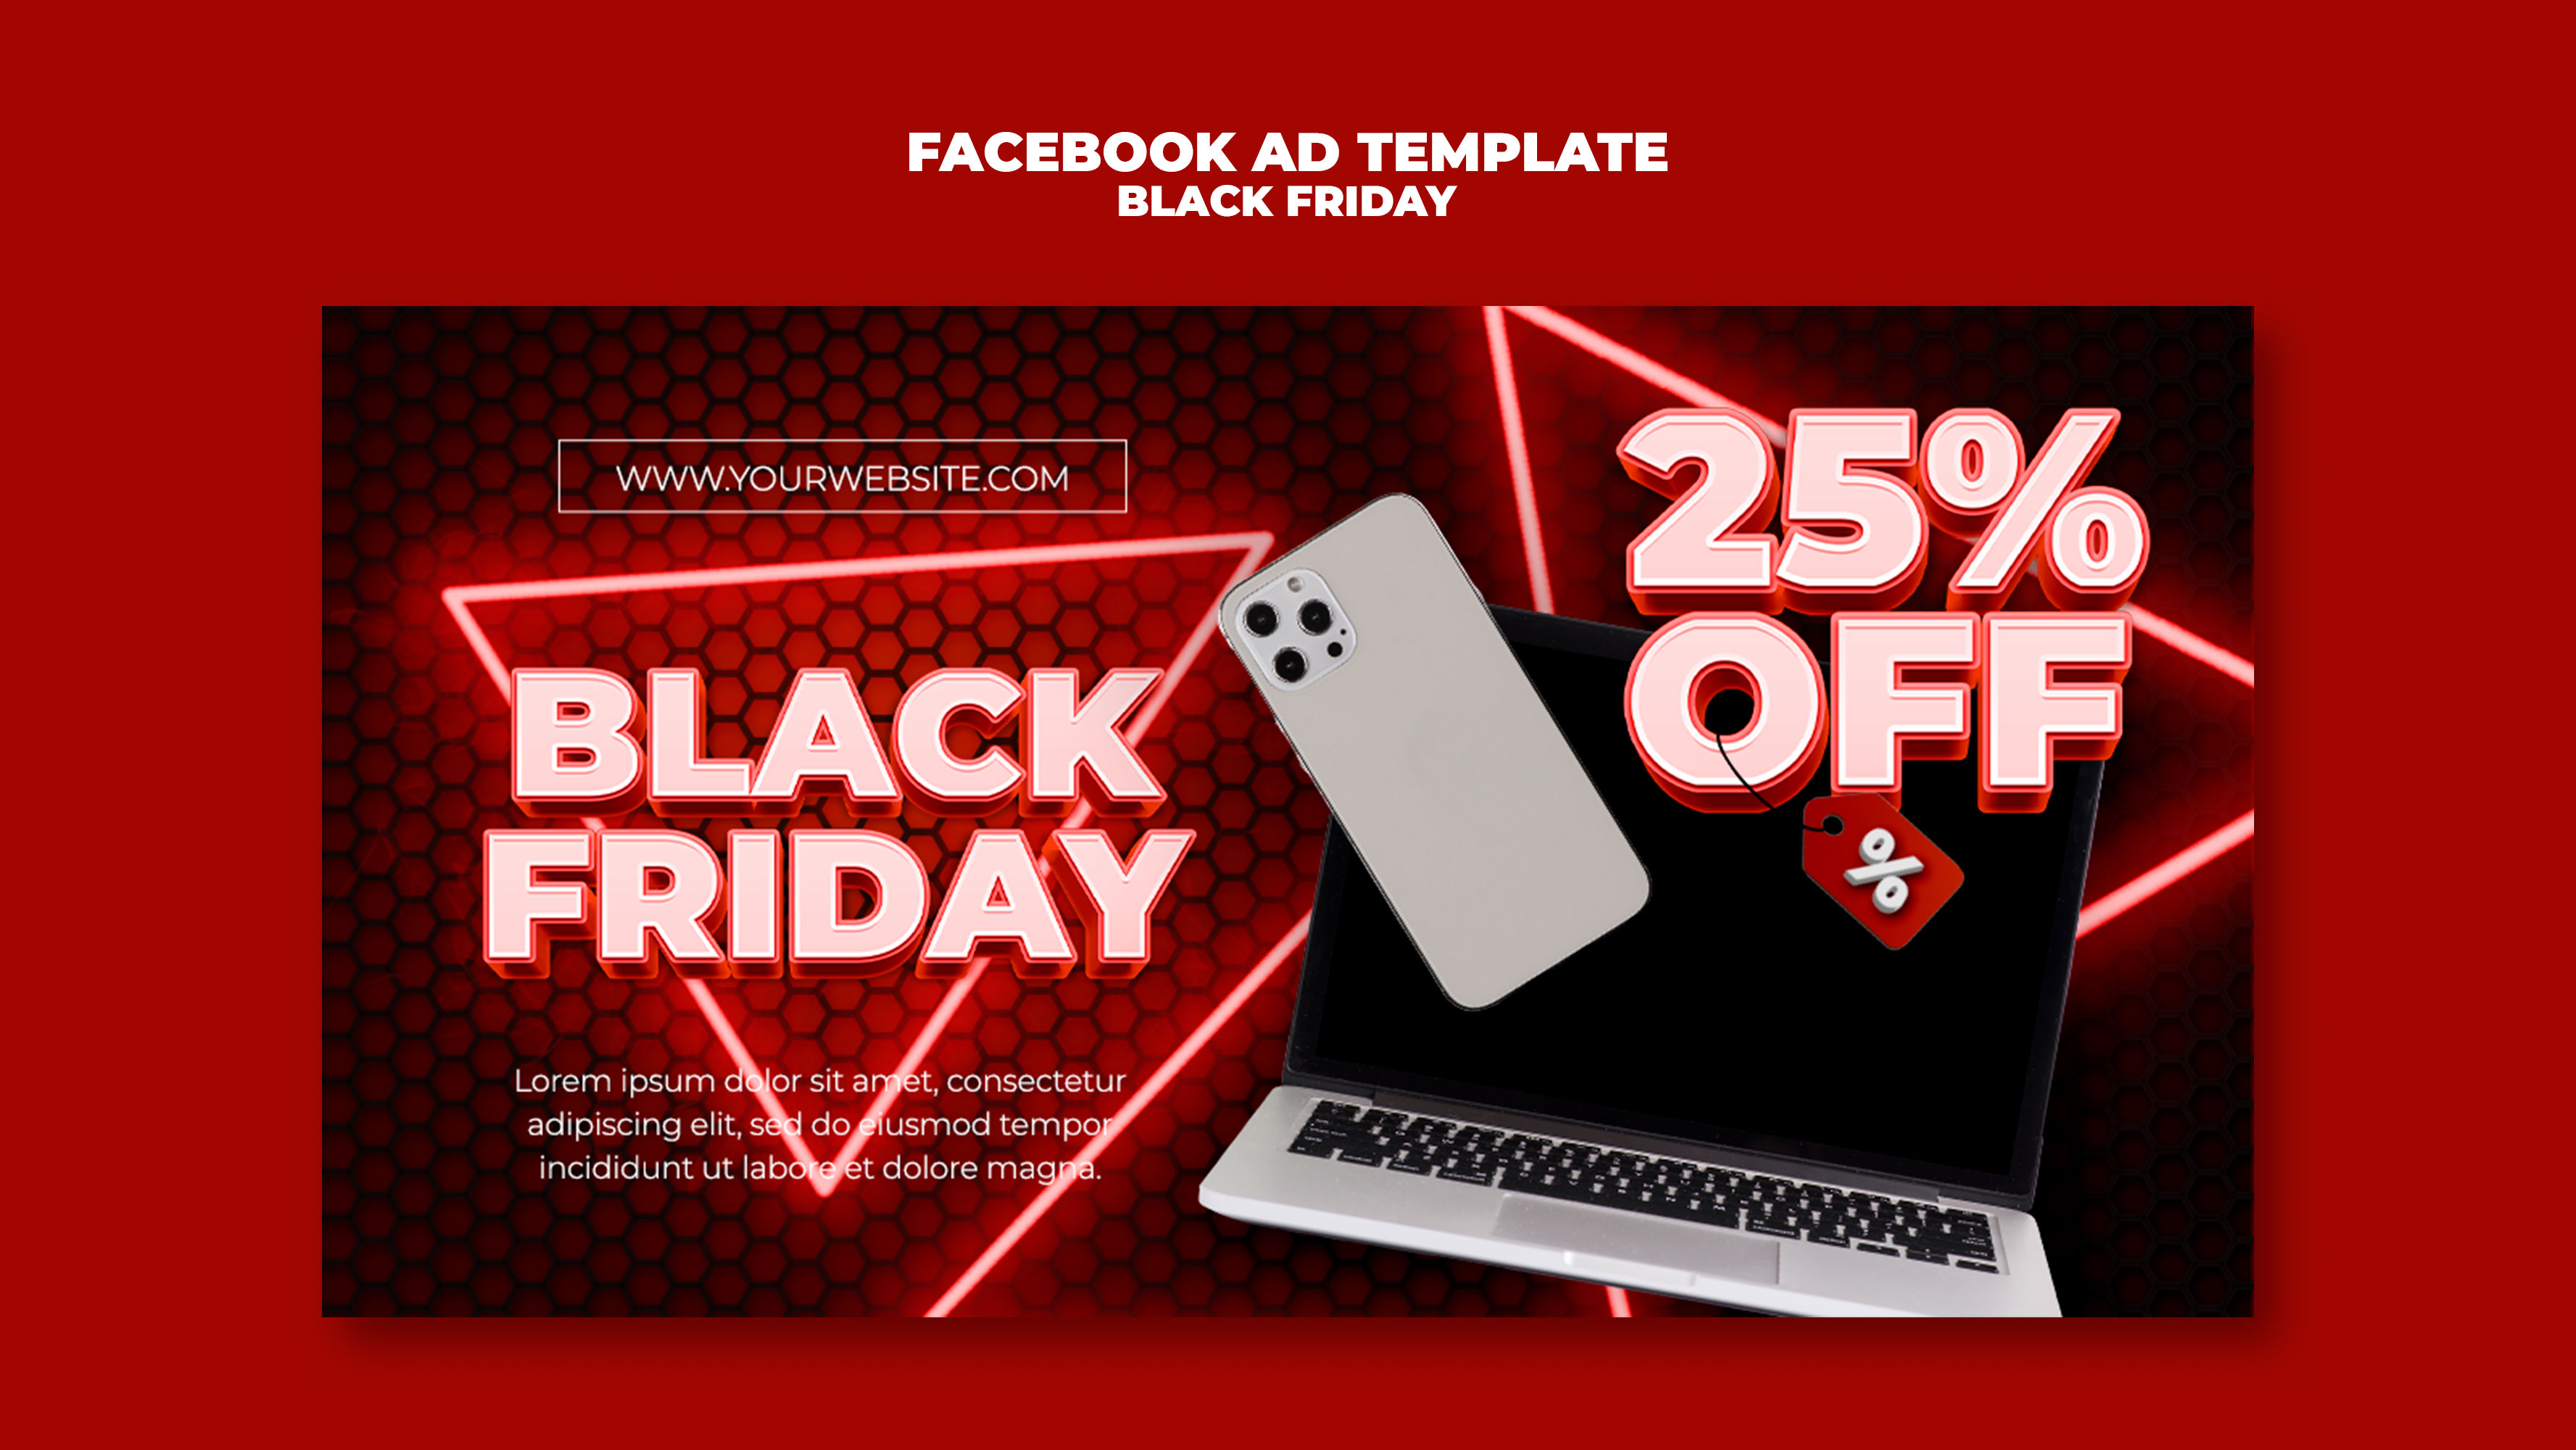 FACEBOOK AD TEMPLATE
BLACK FRIDAY
WWW.YOURWEBSITE.COM
BLACK
FRIDAY
Lorem ipsum dolor sit amet, consectetur
adipiscing elit, sed do eiusmod tempor
incididunt ut labore et dolore magna.
25%
OFF
%